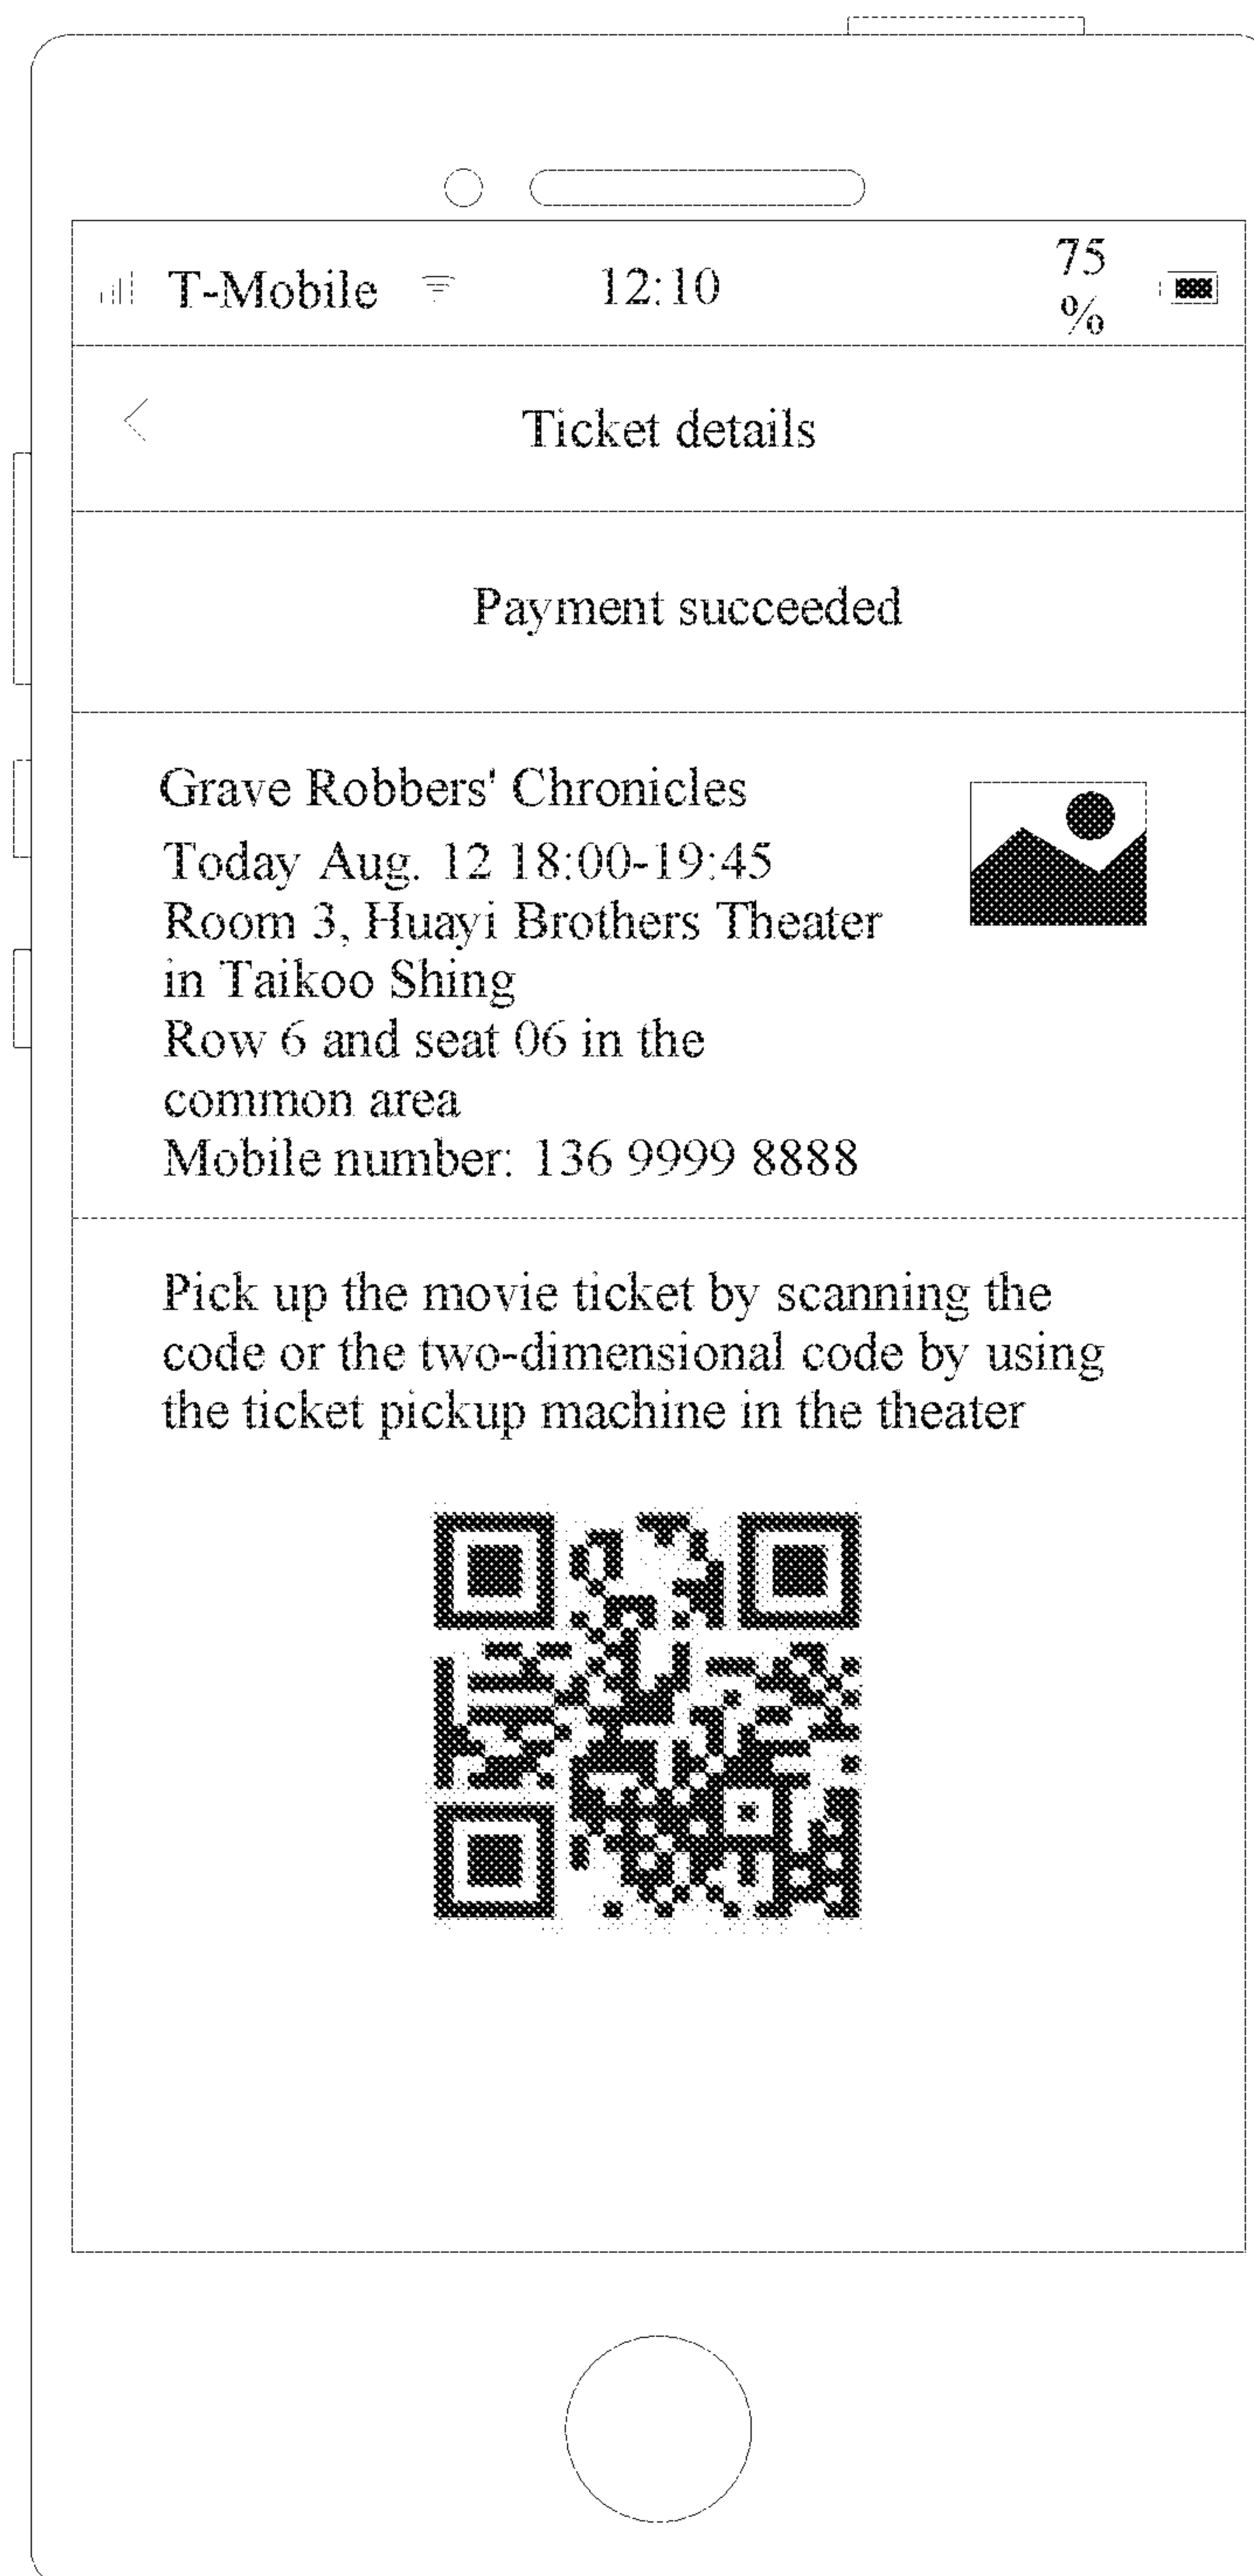 T-Mobile 12:10 75
%
Ticket details
Payment succeeded
Grave Robbers' Chronicles
Today Aug. 12 18:00-19:45
Room 3, Huayi Brothers Theater
in Taikoo Shing
Row 6 and seat 06 in the
common area
Mobile number: 136 9999 8888
Pick up the movie ticket by scanning the
code or the two-dimensional code by using
the ticket pickup machine in the theater